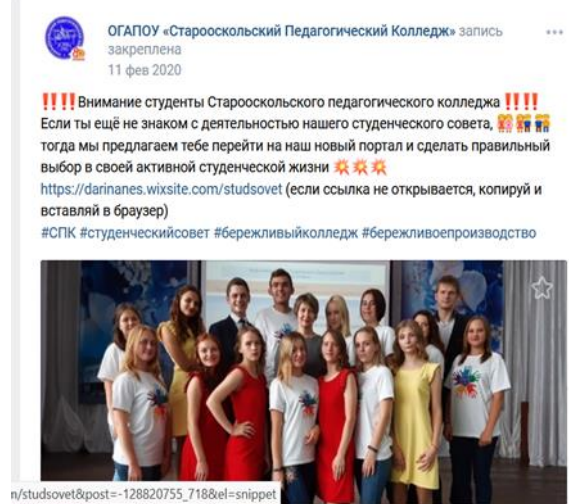 ОГАПОУ «Старооскольский Педагогический Колледж» запись
закреплена
11 фев 2020
‼‼Внимание студенты Старооскольского педагогического колледжа ‼‼
Если ты ещё не знаком с деятельностью нашего студенческого совета, 👫👫👬
тогда мы предлагаем тебе перейти на наш новый портал и сделать правильный
выбор в своей активной студенческой жизни 💥💥💥
https://darinanes.wixsite.com/studsovet (если ссылка не открывается, копируй и
вставляй в браузер)
#СПК #студенческийсовет #бережливыйколледж #бережливоепроизводство
n/studsovet&post=-128820755_718&el=snippet